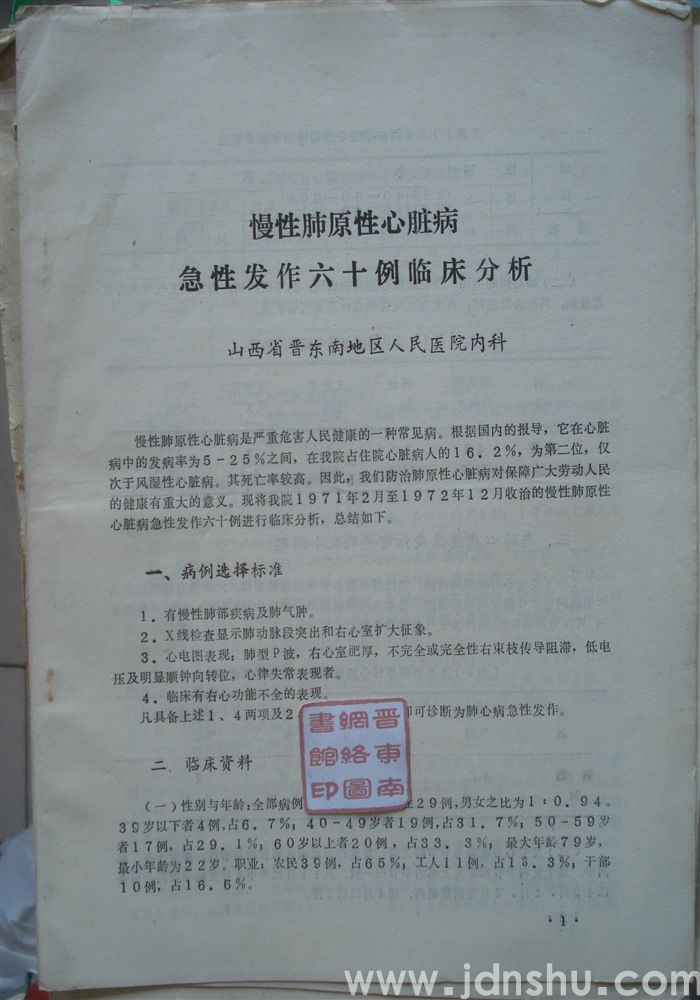 慢性肺原性心脏病
急性发作六十例临床分析
山西省晋东南地区人民医院内科
慢性肺原性心脏病是严重危害人民健康的一种常见病。根据国内的报导，它在心脏
病中的发病率为5－25％之间，在我院占住院心脏病人的16．2％，为第二位，仅
次于风湿性心脏病。其死亡率较高。因此，我们防治肺原性心脏病对保障广大劳动人民
的健康有重大的意义。现将我院1971年2月至1972年12月收治的慢性肺原性
心脏病急性发作六十例进行临床分析，总结如下。
一、病例选择标准
1．有慢性肺部疾病及肺气肿。
2．X线检查显示肺动脉段突出和右心室扩大征象。
3．心电图表现：肺型P波，右心室肥厚，不完全或完全性右束枝传导阻滞，低电
压及明显顺钟向转位，心律失常表现者。
4．临床有右心功能不全的表现。
凡具备上述1、4两项及2 即可诊断为肺心病急性发作。
二 临床资料
（一）性别与年龄：全部病例 29例，男女之比为1：0．94。
39岁以下者4例，占6．7％；40－49岁者19例，占31．7％；50－59岁
者17例，占29．1％；60岁以上者20例，占33．3％；最大年龄79岁，
最小年龄为22岁。职业：农民39例，占65％；工人11例，占18．3％；干部
10例，占16．6％。
·1·
晋東南
網絡圖
書館印
www.jdnshu.com